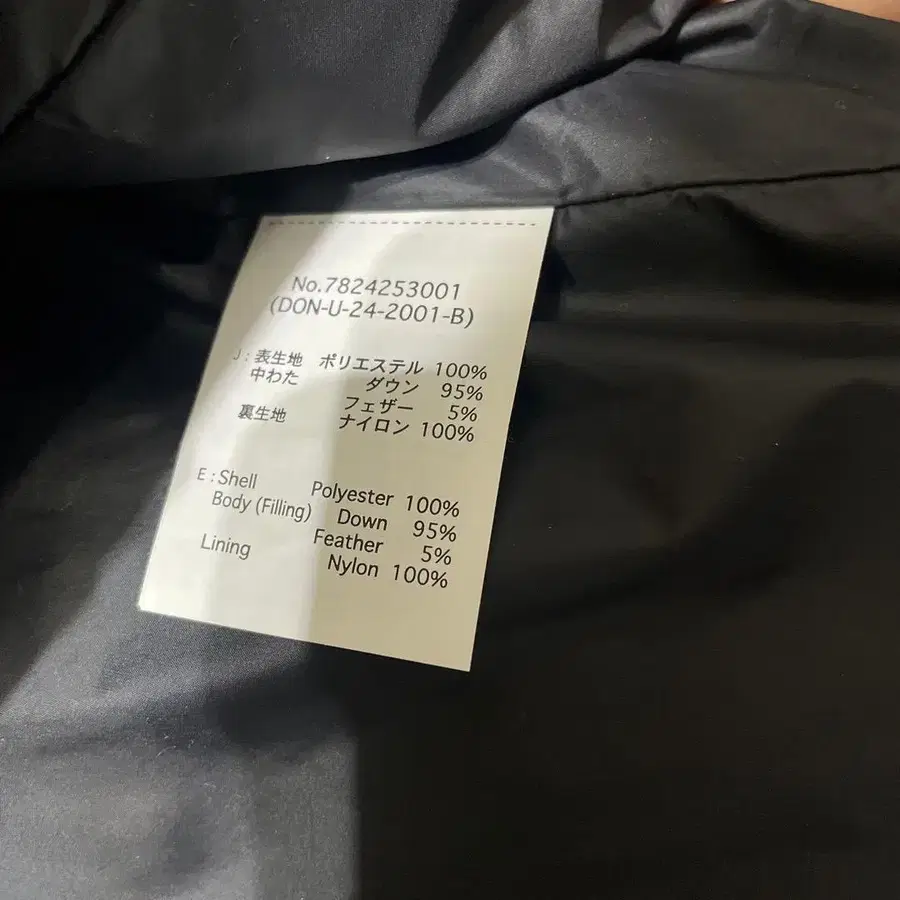 No.7824253001
(DON-U-24-2001-B)
J : 表生地 ポリエステル 100%
中わた ダウン 95%
フェザー 5%
裏生地 ナイロン 100%
E : Shell Polyester 100%
Body (Filling) Down 95%
Feather 5%
Lining Nylon 100%